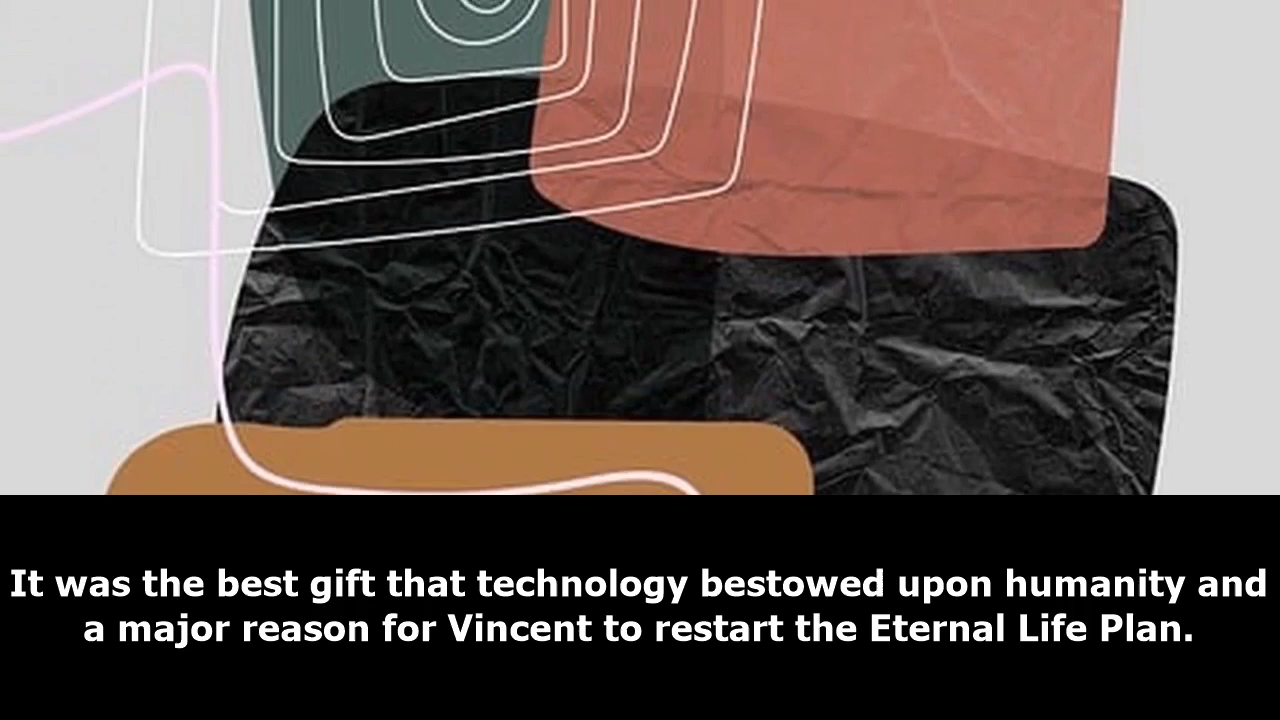 It was the best gift that technology bestowed upon humanity and
a major reason for Vincent to restart the Eternal Life Plan.